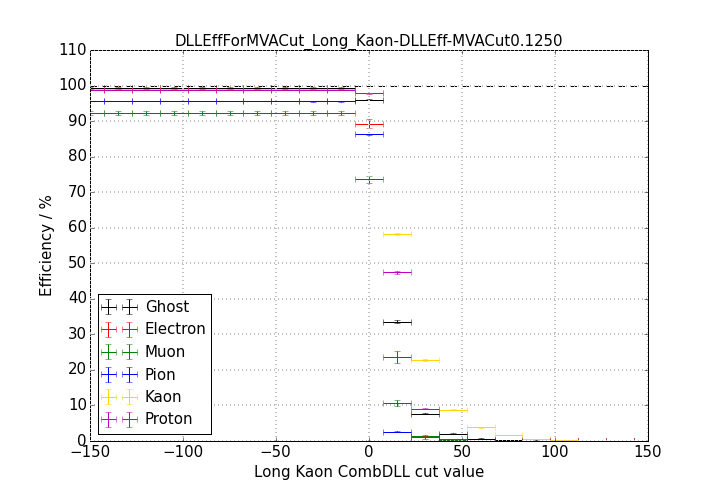 DLLEffForMVACut_Long_Kaon-DLLEff-MVACut0.1250
110
100
90
80
70
60
50
40
30
20
10
0
Efficiency / %
Ghost
Electron
Muon
Pion
Kaon
Proton
−150 −100 −50 0 50 100 150
Long Kaon CombDLL cut value